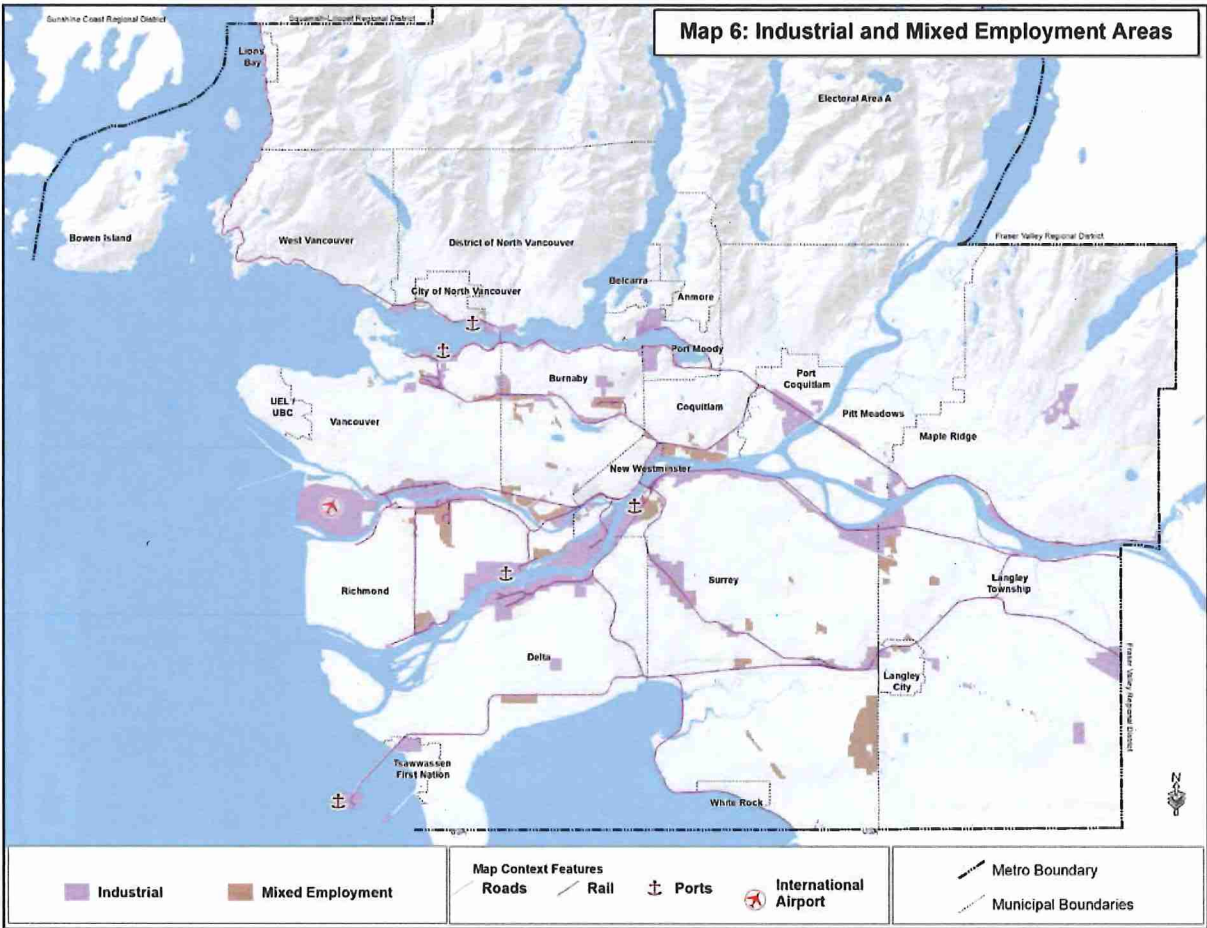 Sunshine Coast Regional District
Squamish-Lillooet Regional District
Map 6: Industrial and Mixed Employment Areas
Lions
Bay
Electoral Area A
Bowen Island
West Vancouver
District of North Vancouver
Fraser Valley Regional District
City of North Vancouver
Belcarra
Anmore
Port Moody
Burnaby
Port
Coquitlam
UEL /
UBC
Vancouver
Coquitlam
Pitt Meadows
Maple Ridge
New Westminster
Richmond
Surrey
Langley
Township
Delta
Langley
City
Fraser Valley Regional District
Tsawwassen
First Nation
White Rock
N
USA
USA
Industrial
Mixed Employment
Map Context Features
Roads
Rail
Ports
International
Airport
Metro Boundary
Municipal Boundaries